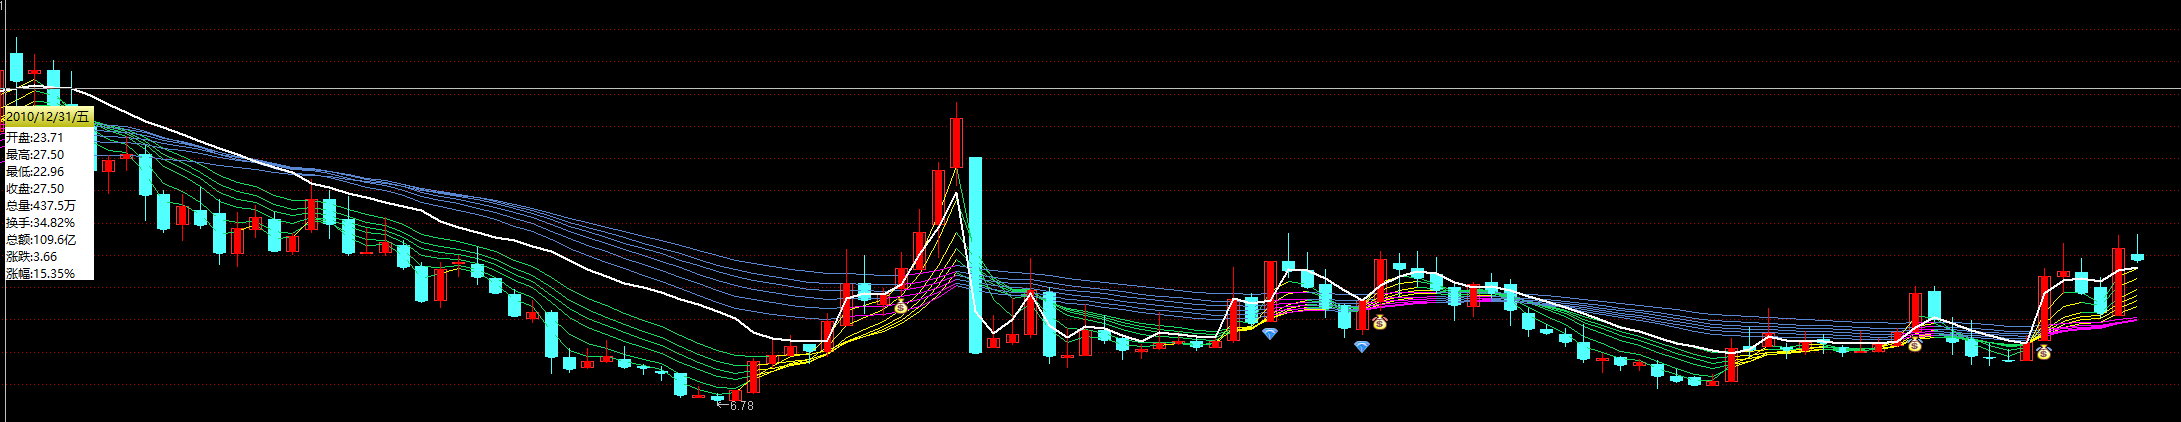 2010/12/31/五
开盘:23.71
最高:27.50
最低:22.96
收盘:27.50
总量:437.5万
换手:34.82%
总额:109.6亿
涨跌:3.66
涨幅:15.35%
6.78